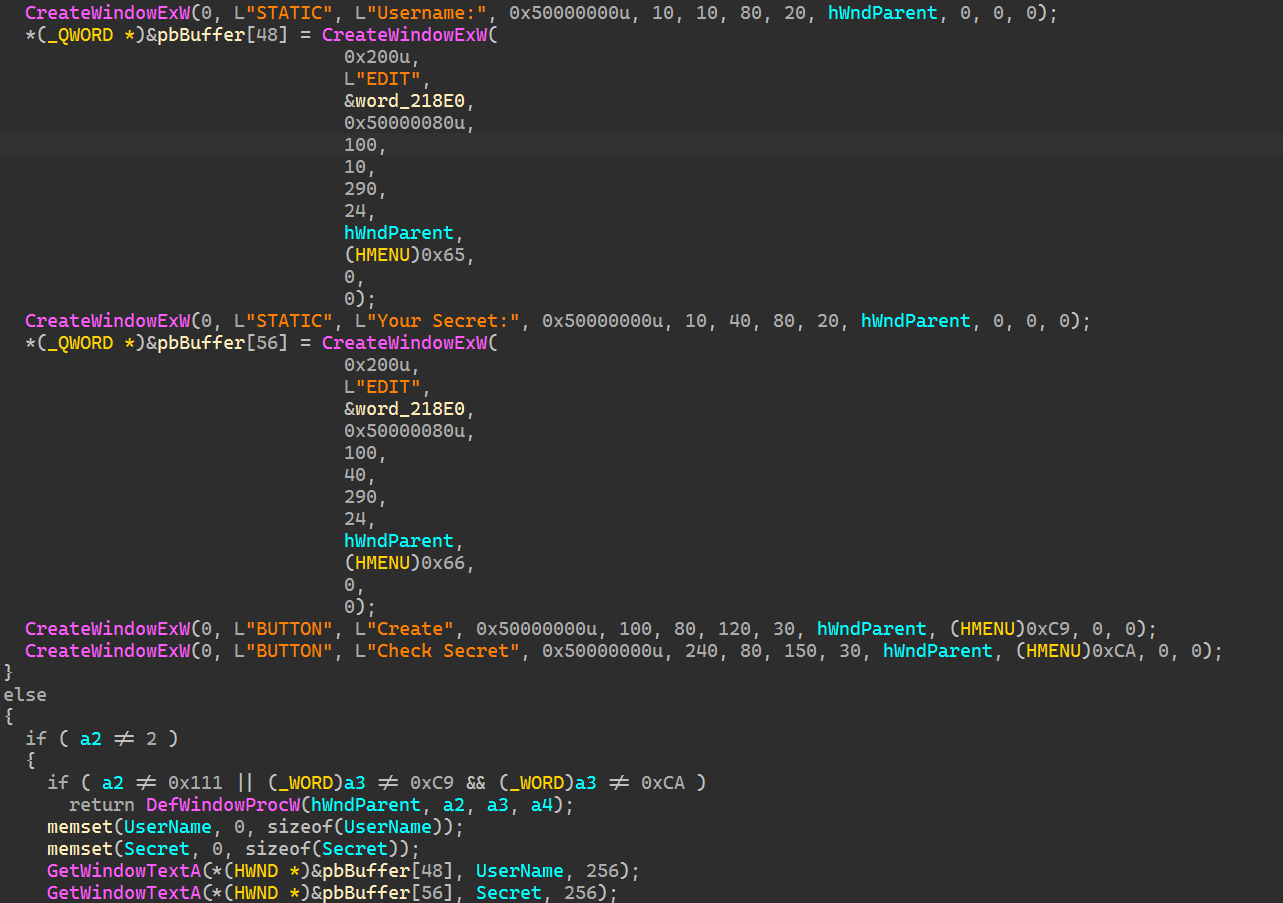 CreateWindowExW(0, L"STATIC", L"Username:", 0x50000000u, 10, 10, 80, 20, hWndParent, 0, 0, 0);
*(_QWORD *)&pbBuffer[48] = CreateWindowExW(
0x200u,
L"EDIT",
&word_218E0,
0x50000080u,
100,
10,
290,
24,
hWndParent,
(HMENU)0x65,
0,
0);
CreateWindowExW(0, L"STATIC", L"Your Secret:", 0x50000000u, 10, 40, 80, 20, hWndParent, 0, 0, 0);
*(_QWORD *)&pbBuffer[56] = CreateWindowExW(
0x200u,
L"EDIT",
&word_218E0,
0x50000080u,
100,
40,
290,
24,
hWndParent,
(HMENU)0x66,
0,
0);
CreateWindowExW(0, L"BUTTON", L"Create", 0x50000000u, 100, 80, 120, 30, hWndParent, (HMENU)0xC9, 0, 0);
CreateWindowExW(0, L"BUTTON", L"Check Secret", 0x50000000u, 240, 80, 150, 30, hWndParent, (HMENU)0xCA, 0, 0);
}
else
{
if ( a2 ≠ 2 )
{
if ( a2 ≠ 0x111 || (_WORD)a3 ≠ 0xC9 && (_WORD)a3 ≠ 0xCA )
return DefWindowProcW(hWndParent, a2, a3, a4);
memset(UserName, 0, sizeof(UserName));
memset(Secret, 0, sizeof(Secret));
GetWindowTextA(*(HWND *)&pbBuffer[48], UserName, 256);
GetWindowTextA(*(HWND *)&pbBuffer[56], Secret, 256);